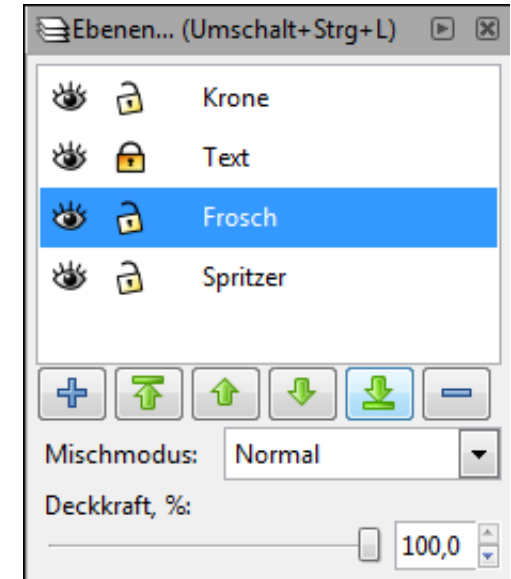 Ebenen... (Umschalt+Strg+L)
Krone
Text
Frosch
Spritzer
Mischmodus: Normal
Deckkraft, %:
100,0